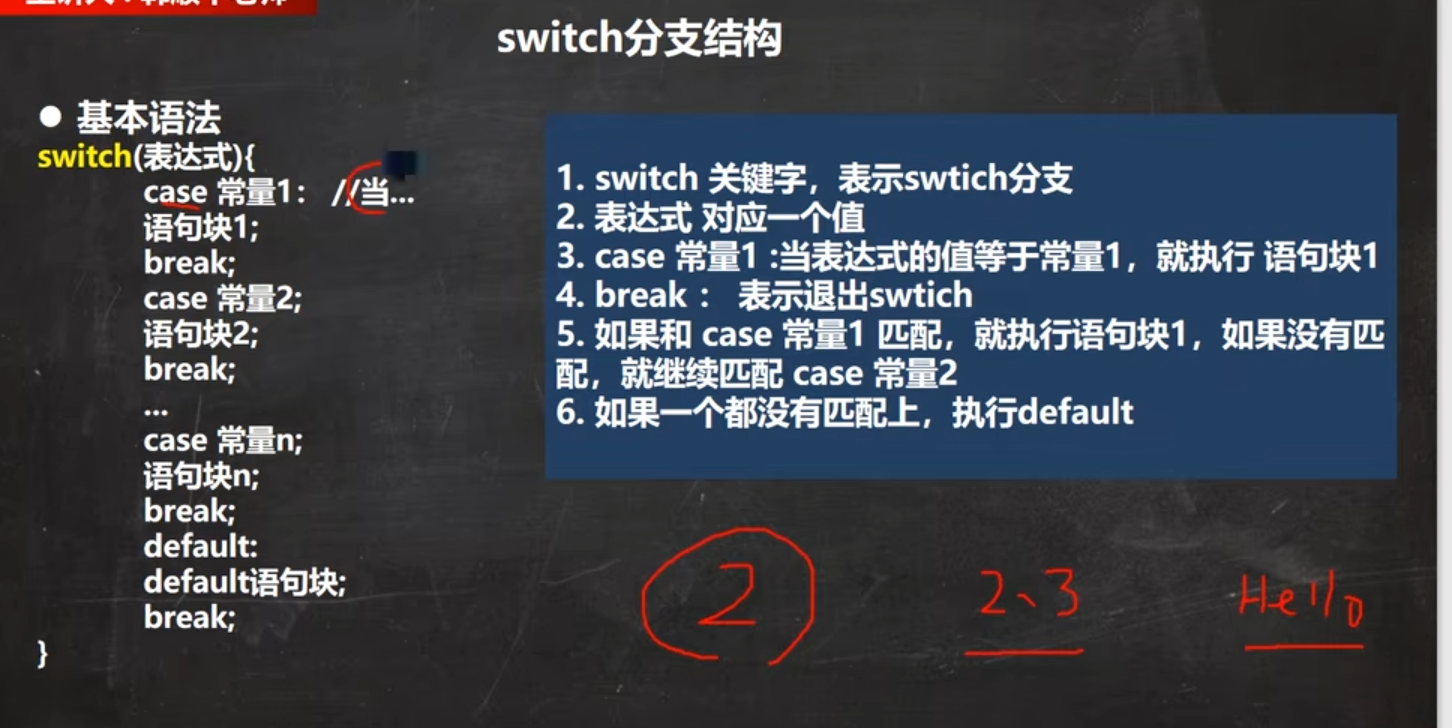 switch分支结构
● 基本语法
switch(表达式){
case 常量1： //当...
语句块1;
break;
case 常量2;
语句块2;
break;
...
case 常量n;
语句块n;
break;
default:
default语句块;
break;
}
1. switch 关键字，表示swtich分支
2. 表达式 对应一个值
3. case 常量1 :当表达式的值等于常量1，就执行 语句块1
4. break ： 表示退出swtich
5. 如果和 case 常量1 匹配，就执行语句块1，如果没有匹
配，就继续匹配 case 常量2
6. 如果一个都没有匹配上，执行default
2
2、3
Hello